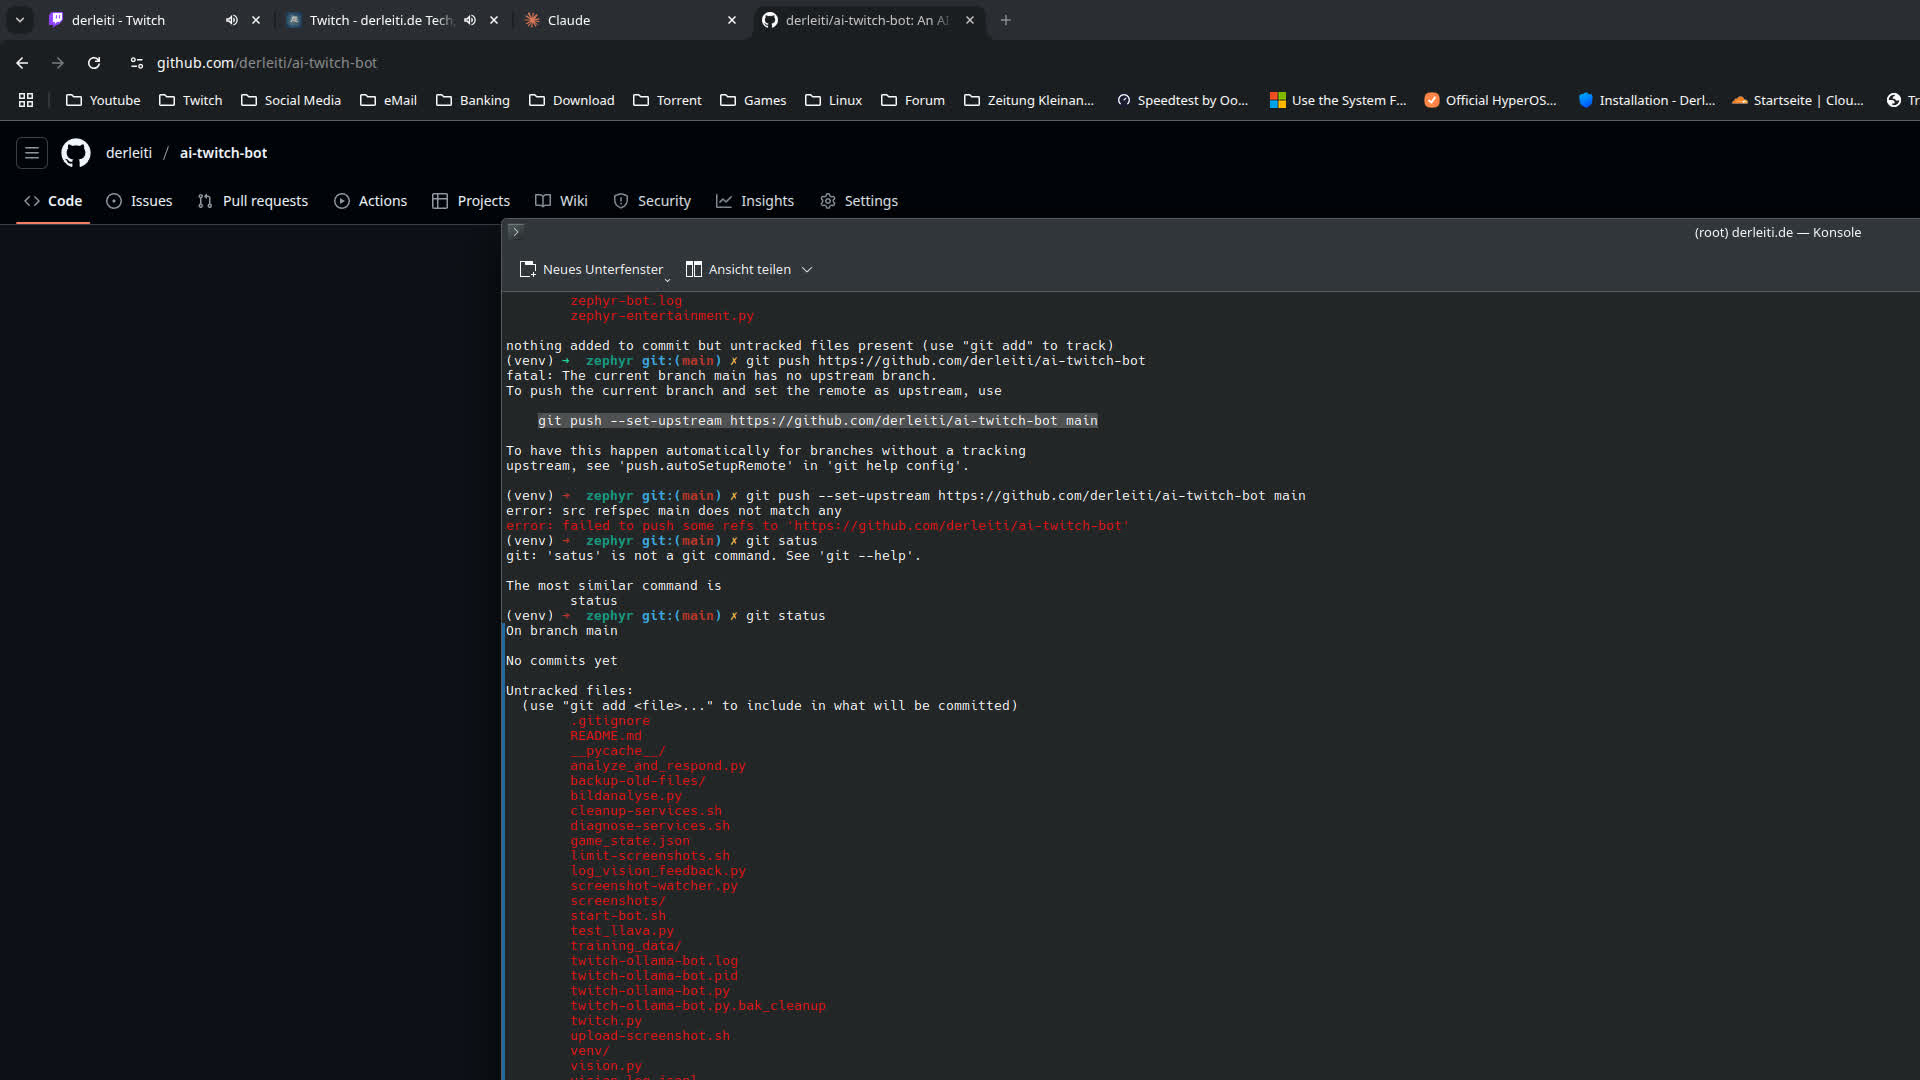 derleiti - Twitch
Twitch - derleiti.de Tech
Claude
derleiti/ai-twitch-bot: An AI
github.com/derleiti/ai-twitch-bot
Youtube Twitch Social Media eMail Banking Download Torrent Games Linux Forum Zeitung Kleinan... Speedtest by Oo... Use the System F... Official HyperOS... Installation - Derl... Startseite | Clou... Tr
derleiti / ai-twitch-bot
Code Issues Pull requests Actions Projects Wiki Security Insights Settings
(root) derleiti.de — Konsole
Neues Unterfenster Ansicht teilen
zephyr-bot.log
zephyr-entertainment.py
nothing added to commit but untracked files present (use "git add" to track)
(venv) ➜ zephyr git:(main) ✗ git push https://github.com/derleiti/ai-twitch-bot
fatal: The current branch main has no upstream branch.
To push the current branch and set the remote as upstream, use
git push --set-upstream https://github.com/derleiti/ai-twitch-bot main
To have this happen automatically for branches without a tracking
upstream, see 'push.autoSetupRemote' in 'git help config'.
(venv) ➜ zephyr git:(main) ✗ git push --set-upstream https://github.com/derleiti/ai-twitch-bot main
error: src refspec main does not match any
error: failed to push some refs to 'https://github.com/derleiti/ai-twitch-bot'
(venv) ➜ zephyr git:(main) ✗ git satus
git: 'satus' is not a git command. See 'git --help'.
The most similar command is
status
(venv) ➜ zephyr git:(main) ✗ git status
On branch main
No commits yet
Untracked files:
(use "git add <file>..." to include in what will be committed)
.gitignore
README.md
__pycache__/
analyze_and_respond.py
backup-old-files/
bildanalyse.py
cleanup-services.sh
diagnose-services.sh
game_state.json
limit-screenshots.sh
log_vision_feedback.py
screenshot-watcher.py
screenshots/
start-bot.sh
test_llava.py
training_data/
twitch-ollama-bot.log
twitch-ollama-bot.pid
twitch-ollama-bot.py
twitch-ollama-bot.py.bak_cleanup
twitch.py
upload-screenshot.sh
venv/
vision.py